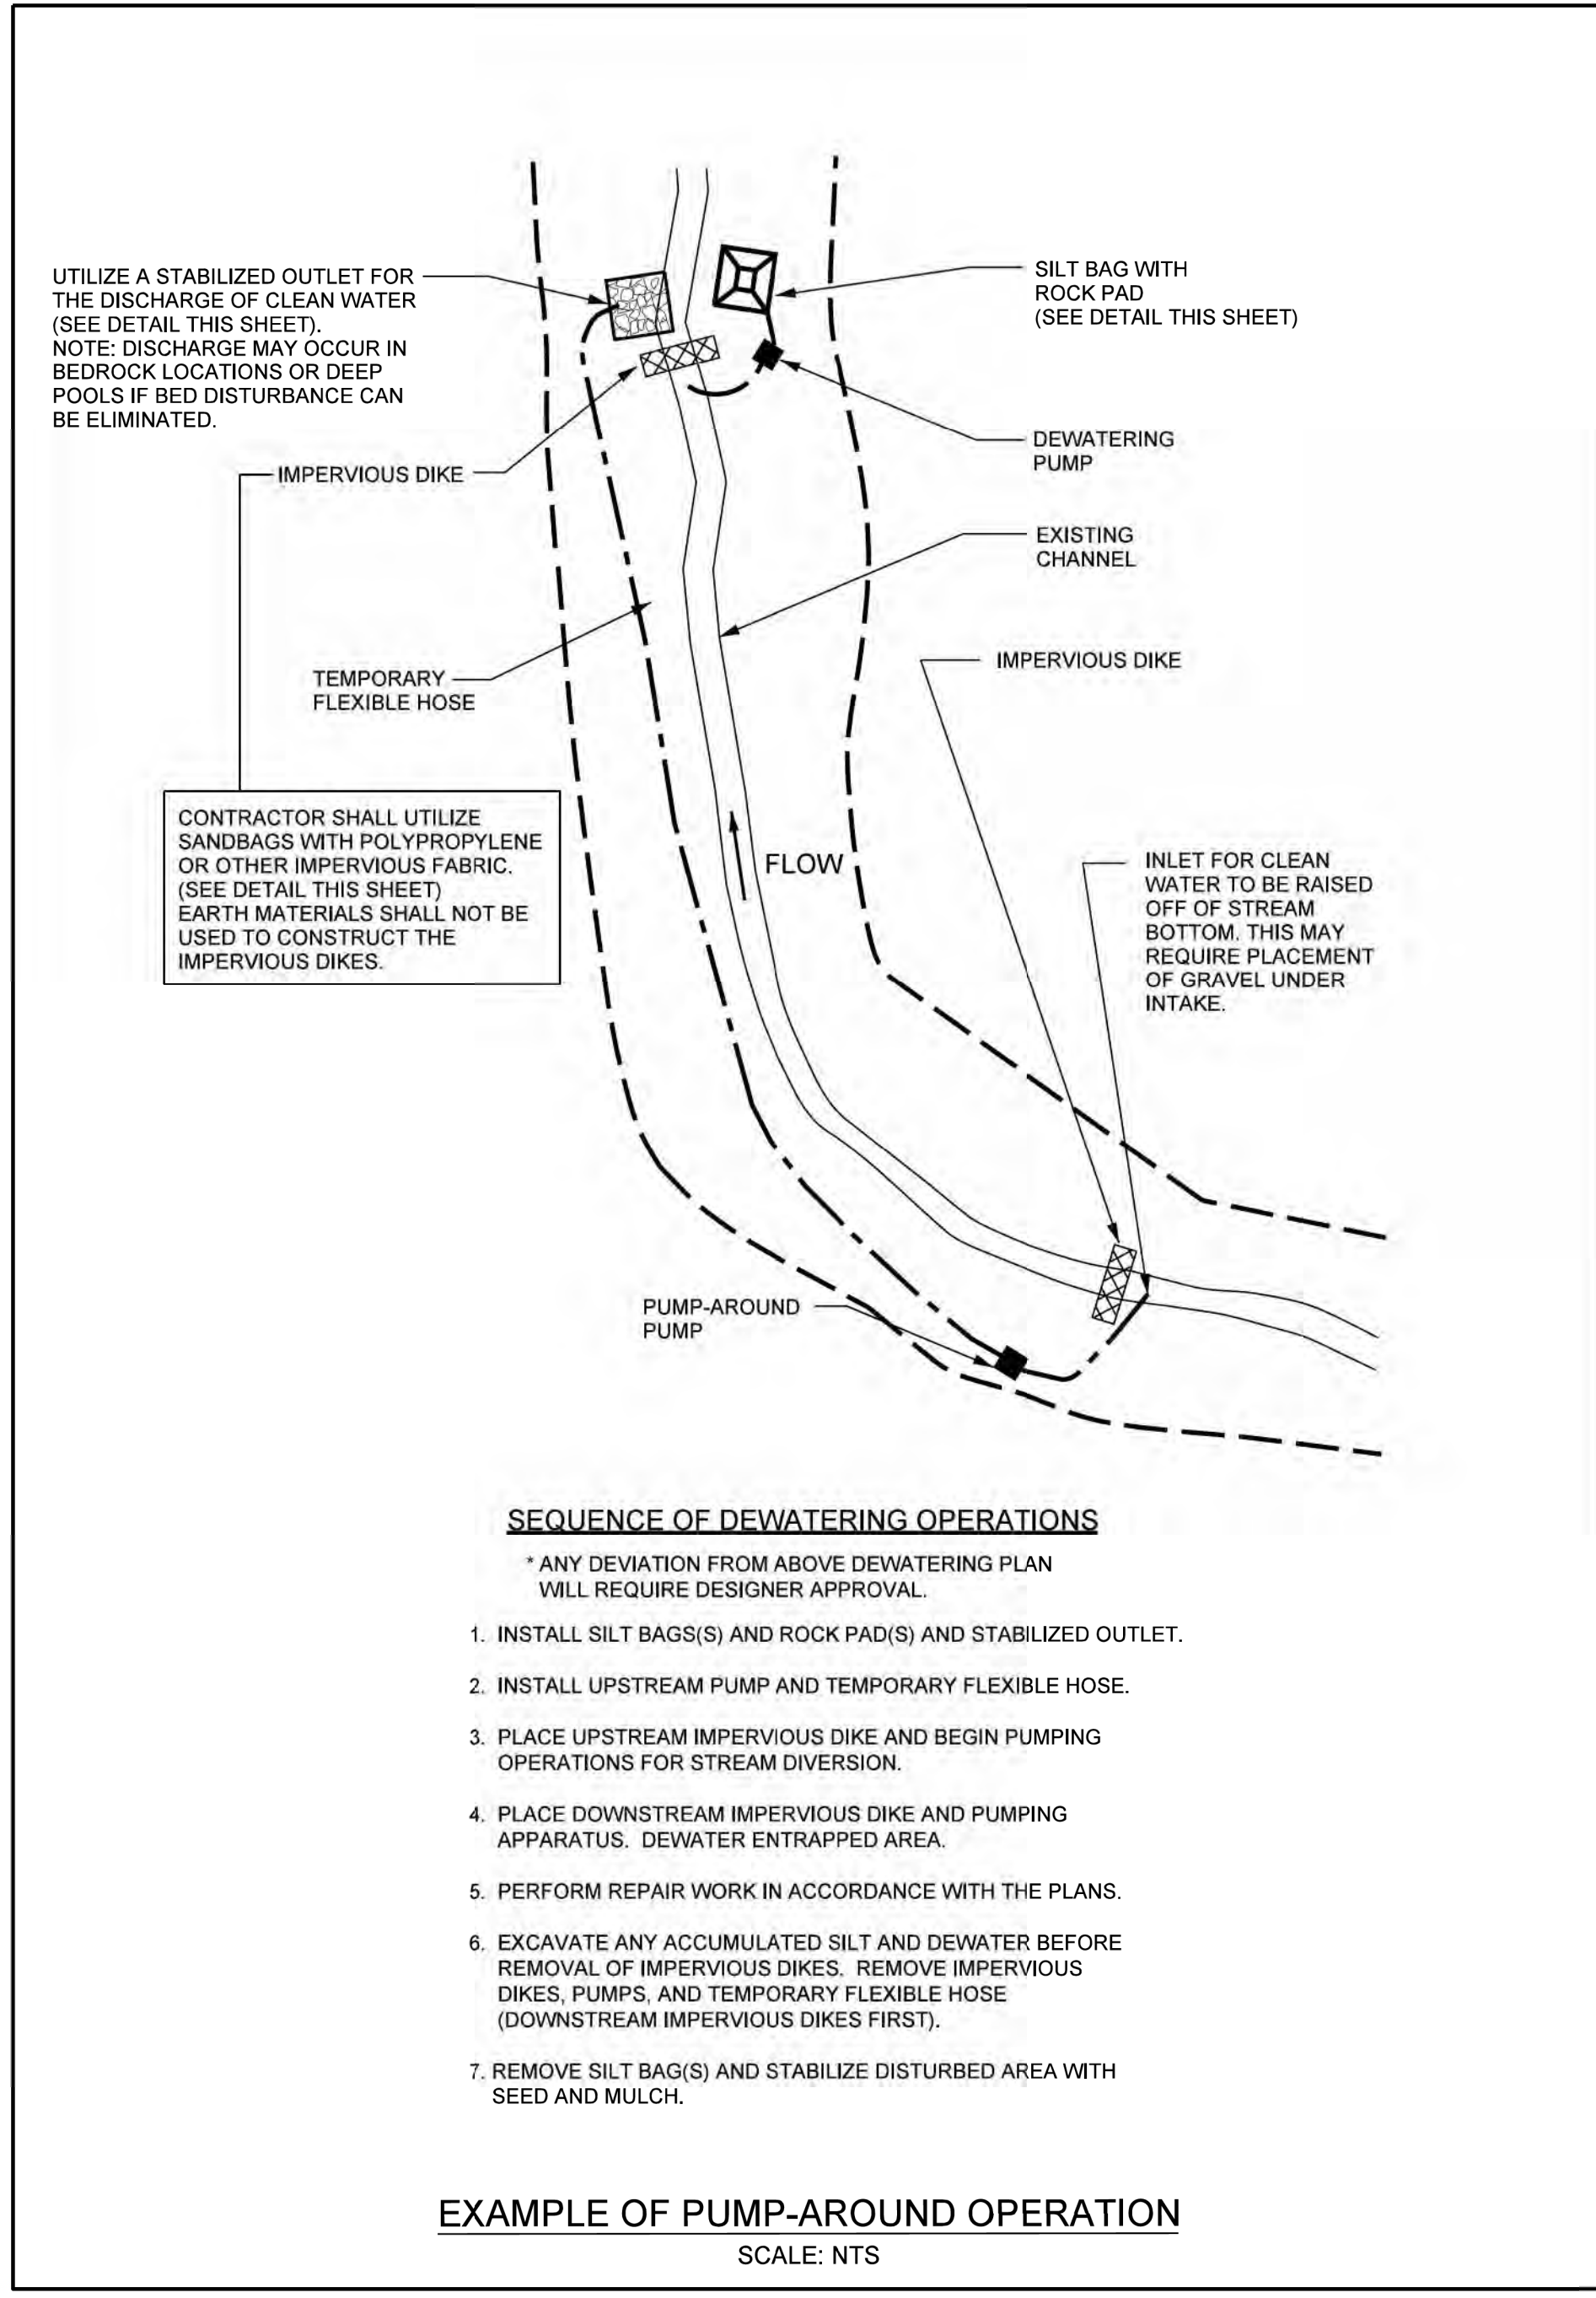 UTILIZE A STABILIZED OUTLET FOR
THE DISCHARGE OF CLEAN WATER
(SEE DETAIL THIS SHEET).
NOTE: DISCHARGE MAY OCCUR IN
BEDROCK LOCATIONS OR DEEP
POOLS IF BED DISTURBANCE CAN
BE ELIMINATED.
SILT BAG WITH
ROCK PAD
(SEE DETAIL THIS SHEET)
IMPERVIOUS DIKE
DEWATERING
PUMP
EXISTING
CHANNEL
TEMPORARY
FLEXIBLE HOSE
IMPERVIOUS DIKE
CONTRACTOR SHALL UTILIZE
SANDBAGS WITH POLYPROPYLENE
OR OTHER IMPERVIOUS FABRIC.
(SEE DETAIL THIS SHEET)
EARTH MATERIALS SHALL NOT BE
USED TO CONSTRUCT THE
IMPERVIOUS DIKES.
FLOW
INLET FOR CLEAN
WATER TO BE RAISED
OFF OF STREAM
BOTTOM. THIS MAY
REQUIRE PLACEMENT
OF GRAVEL UNDER
INTAKE.
PUMP-AROUND
PUMP
SEQUENCE OF DEWATERING OPERATIONS
* ANY DEVIATION FROM ABOVE DEWATERING PLAN
WILL REQUIRE DESIGNER APPROVAL.
1. INSTALL SILT BAGS(S) AND ROCK PAD(S) AND STABILIZED OUTLET.
2. INSTALL UPSTREAM PUMP AND TEMPORARY FLEXIBLE HOSE.
3. PLACE UPSTREAM IMPERVIOUS DIKE AND BEGIN PUMPING
OPERATIONS FOR STREAM DIVERSION.
4. PLACE DOWNSTREAM IMPERVIOUS DIKE AND PUMPING
APPARATUS. DEWATER ENTRAPPED AREA.
5. PERFORM REPAIR WORK IN ACCORDANCE WITH THE PLANS.
6. EXCAVATE ANY ACCUMULATED SILT AND DEWATER BEFORE
REMOVAL OF IMPERVIOUS DIKES. REMOVE IMPERVIOUS
DIKES, PUMPS, AND TEMPORARY FLEXIBLE HOSE
(DOWNSTREAM IMPERVIOUS DIKES FIRST).
7. REMOVE SILT BAG(S) AND STABILIZE DISTURBED AREA WITH
SEED AND MULCH.
EXAMPLE OF PUMP-AROUND OPERATION
SCALE: NTS